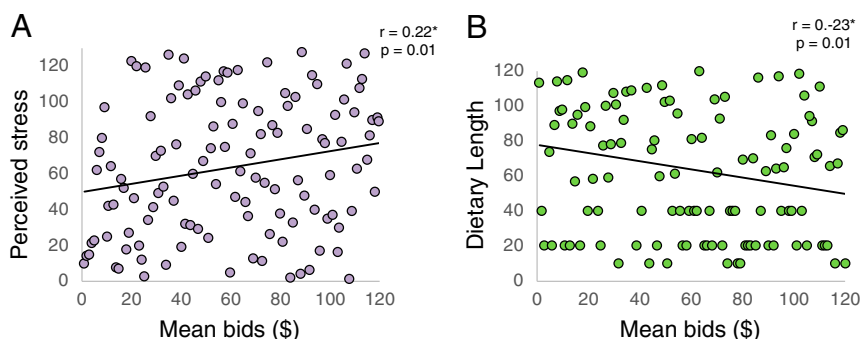 A
r = 0.22*
p = 0.01
Perceived stress
120
100
80
60
40
20
0
0 20 40 60 80 100 120
Mean bids ($)
B
r = 0.-23*
p = 0.01
Dietary Length
120
100
80
60
40
20
0
0 20 40 60 80 100 120
Mean bids ($)